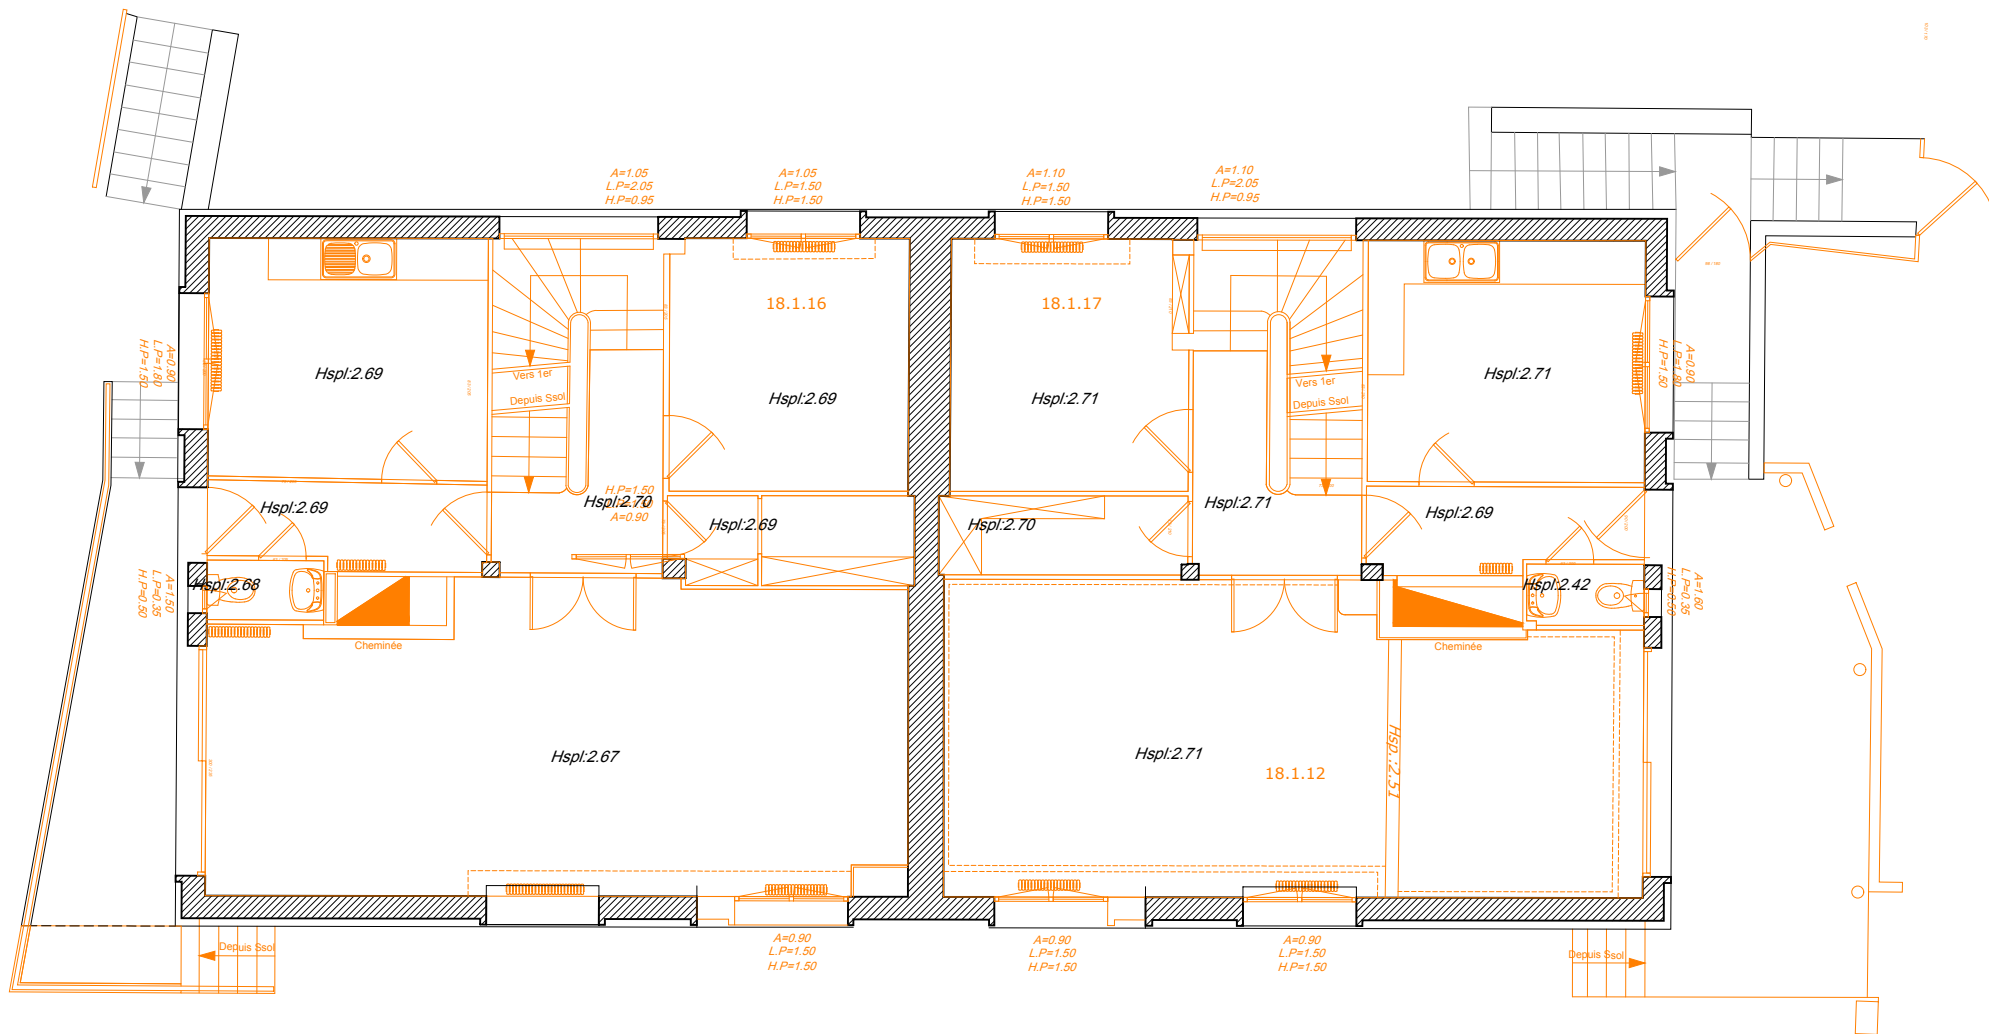 A=1.05
L.P=2.05
H.P=0.95
A=1.05
L.P=1.50
H.P=1.50
A=1.10
L.P=1.50
H.P=1.50
A=1.10
L.P=2.05
H.P=0.95
18.1.16
18.1.17
A=0.90
L.P=1.80
H.P=1.50
Hspl:2.69
Vers 1er
Depuis Ssol
Hspl:2.69
Hspl:2.71
Vers 1er
Depuis Ssol
Hspl:2.71
A=0.90
L.P=1.80
H.P=1.50
Hspl:2.69
H.P=1.50
Hspl:2.70
A=0.90
Hspl:2.69
Hspl:2.70
Hspl:2.71
Hspl:2.69
A=1.50
L.P=0.35
H.P=0.50
Hspl:2.68
Hspl:2.42
A=1.60
L.P=0.35
H.P=0.50
Cheminée
Cheminée
Hspl:2.67
Hspl:2.71
18.1.12
Hsp.:2.51
Depuis Ssol
A=0.90
L.P=1.50
H.P=1.50
A=0.90
L.P=1.50
H.P=1.50
A=0.90
L.P=1.50
H.P=1.50
Depuis Ssol